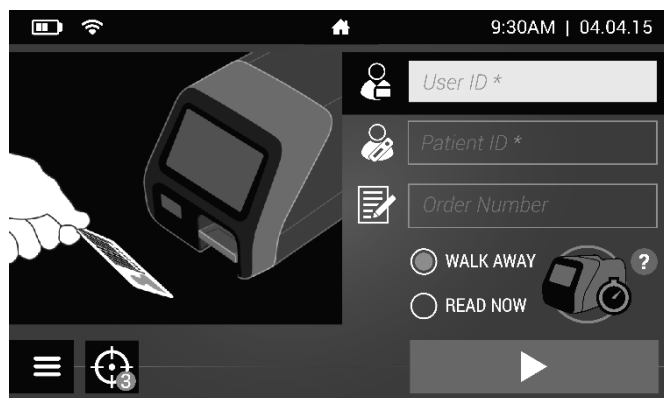 9:30AM | 04.04.15
User ID *
Patient ID *
Order Number
WALK AWAY
?
READ NOW
3